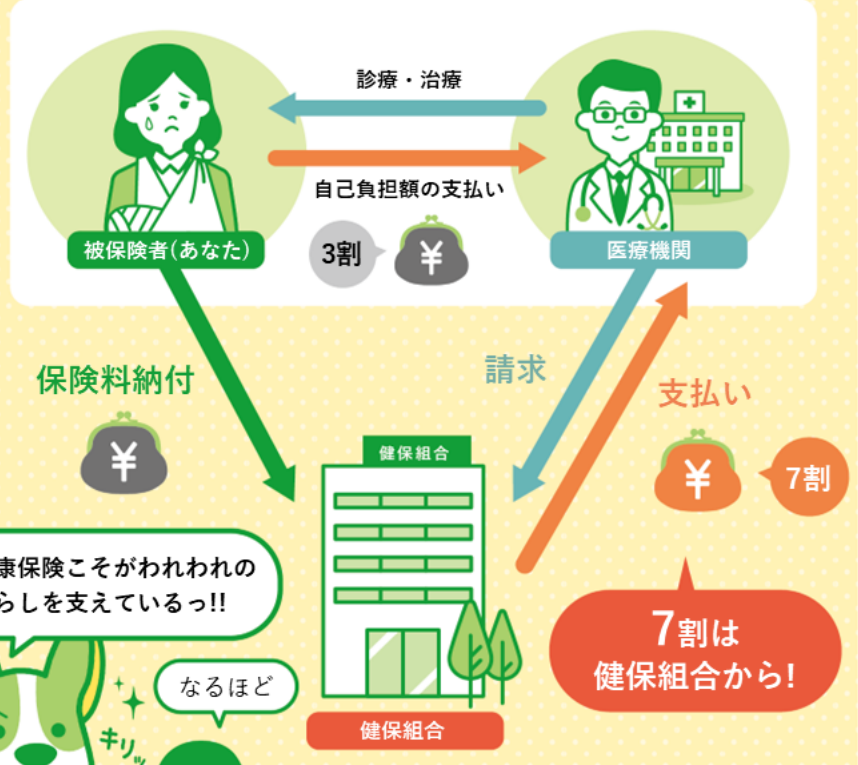 診療・治療
自己負担額の支払い
3割
¥
被保険者(あなた)
医療機関
保険料納付
¥
請求
支払い
¥
7割
健保組合
康保険こそがわれわれの
らしを支えているっ!!
7割は
健保組合から!
なるほど
キリッ
健保組合